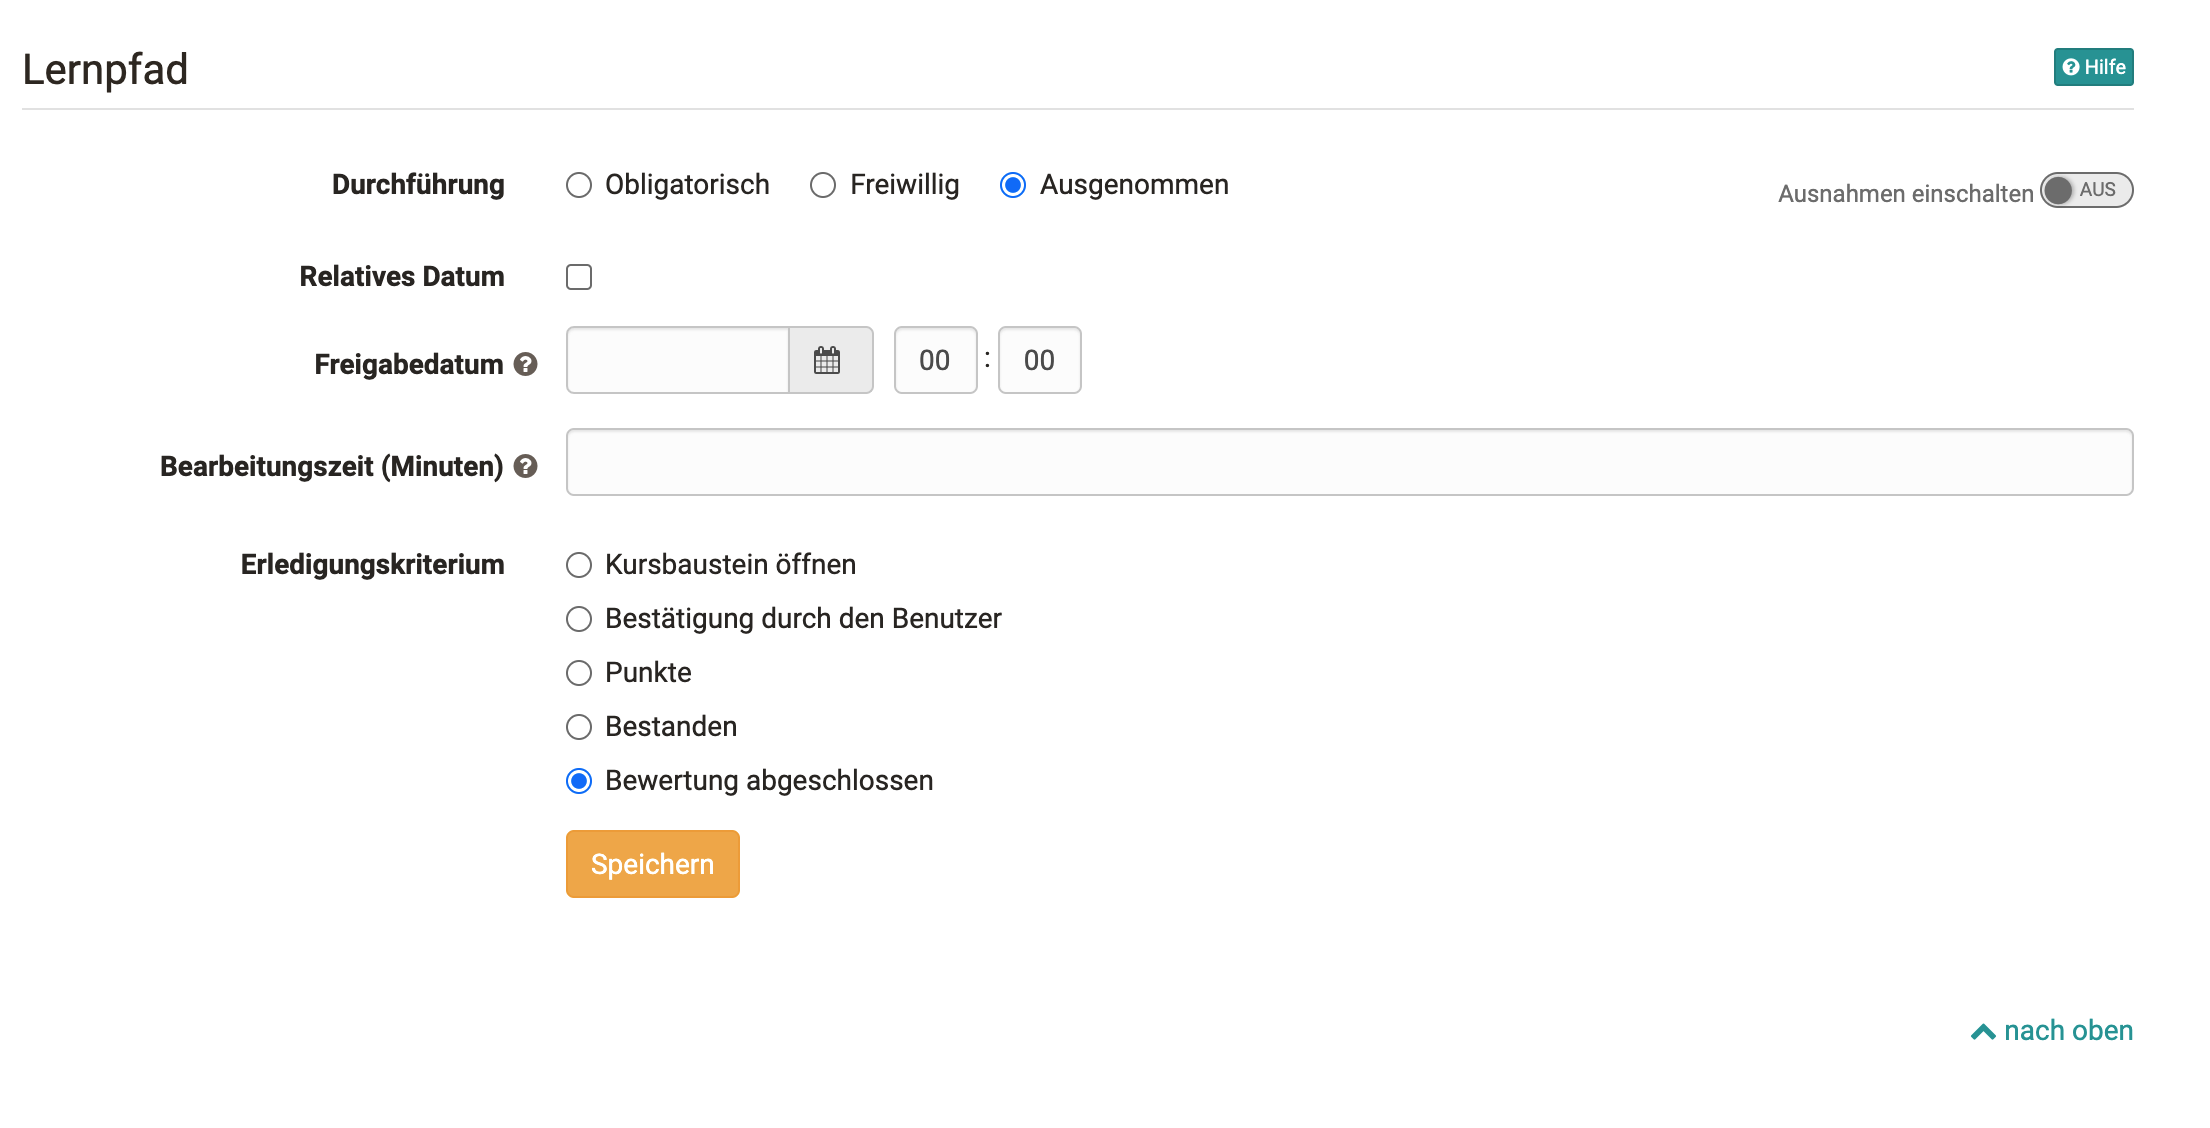 Lernpfad
Hilfe
Durchführung Obligatorisch Freiwillig Ausgenommen Ausnahmen einschalten AUS
Relatives Datum
Freigabedatum 00 : 00
Bearbeitungszeit (Minuten)
Erledigungskriterium Kursbaustein öffnen
Bestätigung durch den Benutzer
Punkte
Bestanden
Bewertung abgeschlossen
Speichern
nach oben